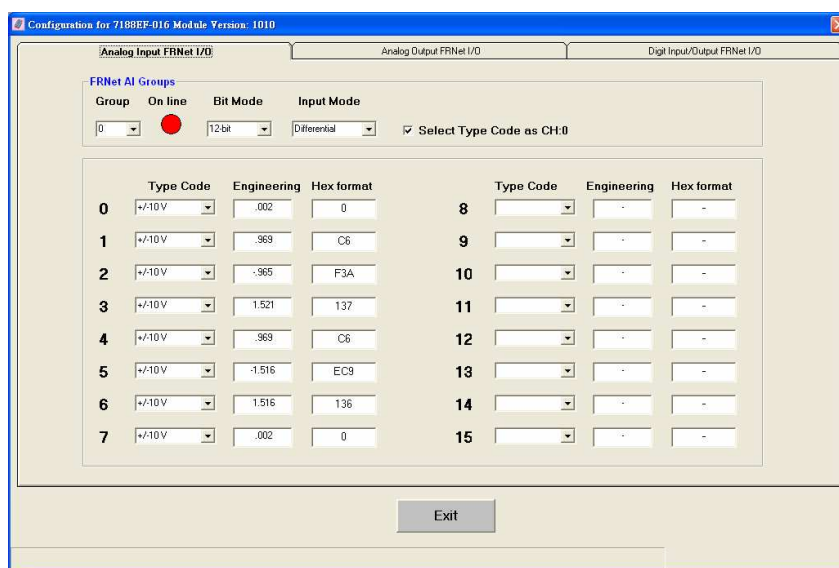 Configuration for 7188EF-016 Module Version: 1010
Analog Input FRNet I/O Analog Output FRNet I/O Digit Input/Output FRNet I/O
FRNet AI Groups
Group On line Bit Mode Input Mode
0 12-bit Differential Select Type Code as CH:0
Type Code Engineering Hex format Type Code Engineering Hex format
0 +/-10 V .002 0 8 - -
1 +/-10 V .969 C6 9 - -
2 +/-10 V -.965 F3A 10 - -
3 +/-10 V 1.521 137 11 - -
4 +/-10 V .969 C6 12 - -
5 +/-10 V -1.516 EC9 13 - -
6 +/-10 V 1.516 136 14 - -
7 +/-10 V .002 0 15 - -
Exit